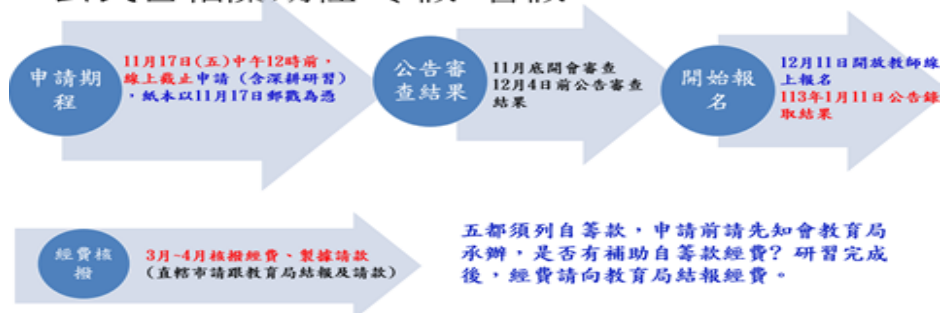 申請期
程
11月17日(五)中午12時前，
線上截止申請（含深耕研習）
，紙本以11月17日郵戳為憑
公告審
查結果
11月底開會審查
12月4日前公告審查
結果
開始報
名
12月11日開放教師線
上報名
113年1月11日公告錄
取結果
經費核
撥
3月-4月核撥經費、製據請款
(直轄市請跟教育局結報及請款)
五都須列自籌款，申請前請先知會教育局
承辦，是否有補助自籌款經費? 研習完成
後，經費請向教育局結報經費。